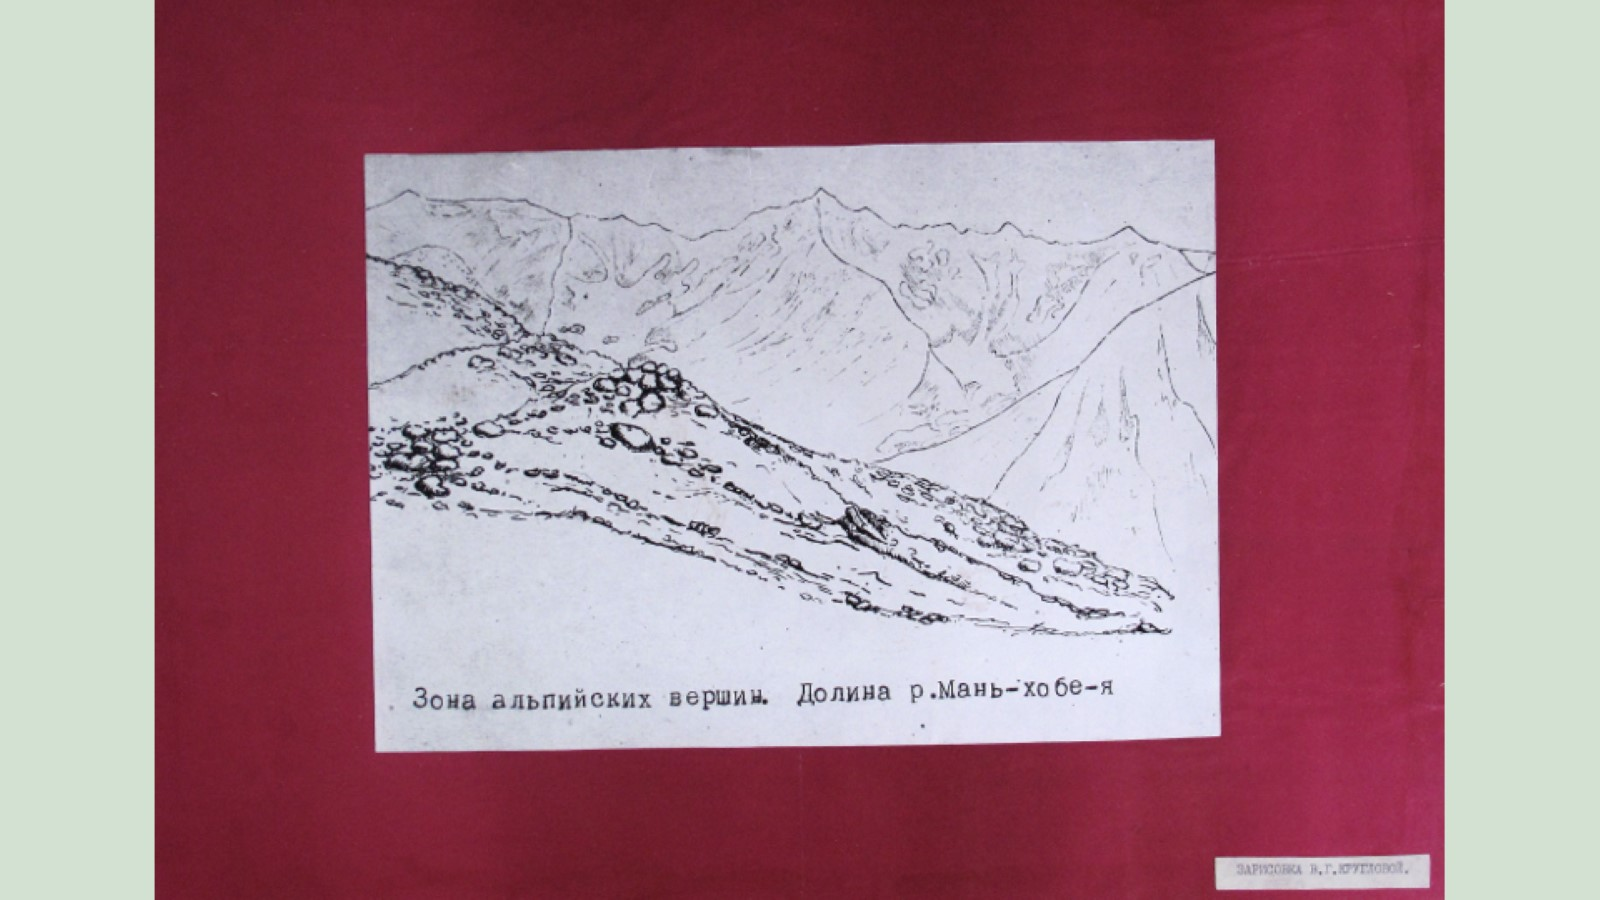 Зона альпийских вершин. Долина р.Мань-хобе-я
ЗАРИСОВКА В.Г.КРУГЛОВОЙ.